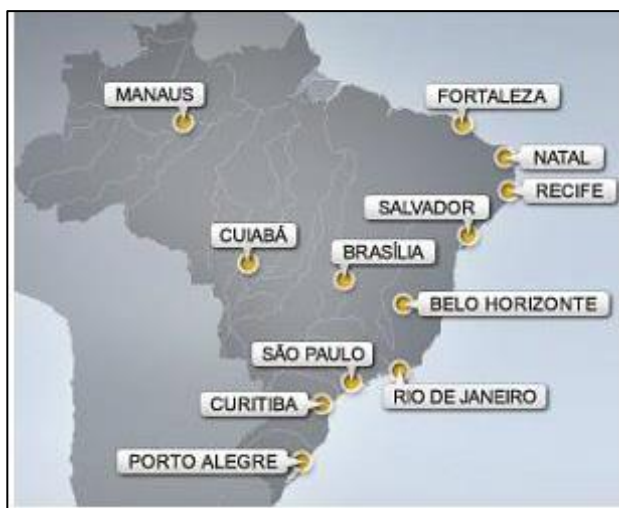 MANAUS
FORTALEZA
NATAL
RECIFE
SALVADOR
CUIABÁ
BRASÍLIA
BELO HORIZONTE
SÃO PAULO
RIO DE JANEIRO
CURITIBA
PORTO ALEGRE